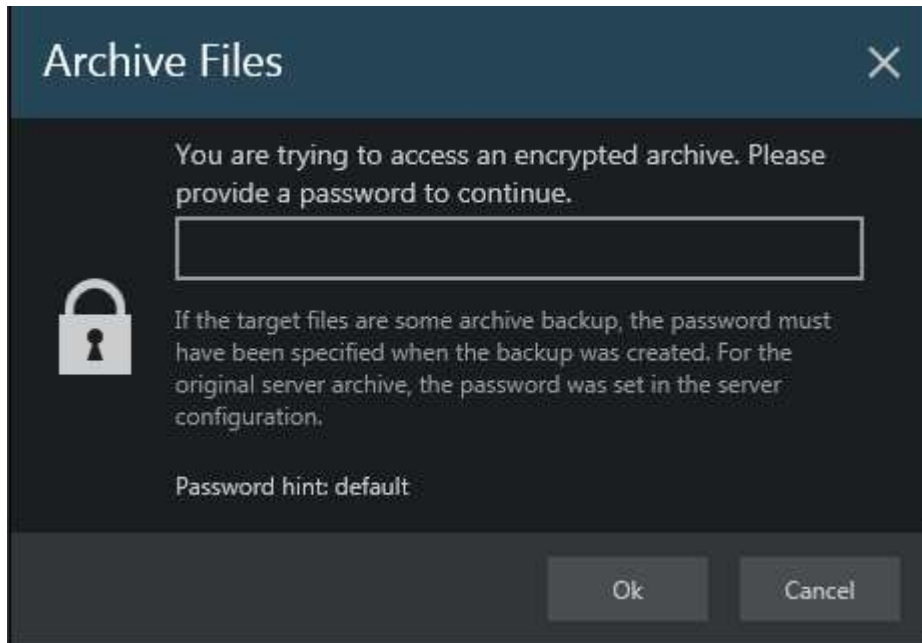 Archive Files
You are trying to access an encrypted archive. Please
provide a password to continue.
If the target files are some archive backup, the password must
have been specified when the backup was created. For the
original server archive, the password was set in the server
configuration.
Password hint: default
Ok Cancel